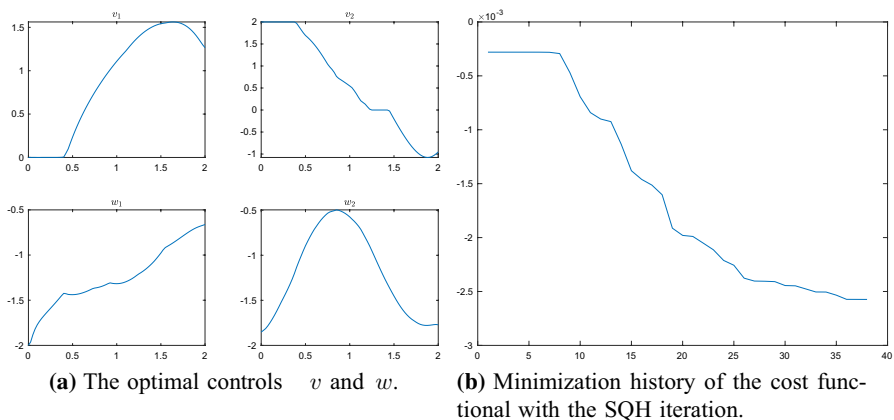 v1
1.5
1
0.5
0
0 0.5 1 1.5 2
v2
2
1.5
1
0.5
0
-0.5
-1
0 0.5 1 1.5 2
w1
-0.5
-1
-1.5
-2
0 0.5 1 1.5 2
w2
-0.5
-1
-1.5
-2
0 0.5 1 1.5 2
(a) The optimal controls v and w.
×10-3
0
-0.5
-1
-1.5
-2
-2.5
-3
0 5 10 15 20 25 30 35 40
(b) Minimization history of the cost func-
tional with the SQH iteration.